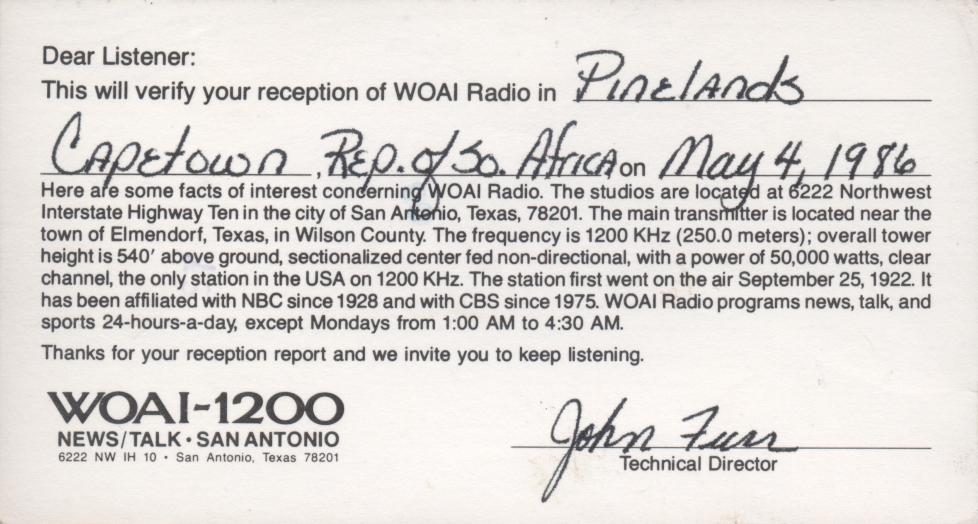 Dear Listener:
This will verify your reception of WOAI Radio in Pinelands
Capetown, Rep. of So. Africa on May 4, 1986
Here are some facts of interest concerning WOAI Radio. The studios are located at 6222 Northwest
Interstate Highway Ten in the city of San Antonio, Texas, 78201. The main transmitter is located near the
town of Elmendorf, Texas, in Wilson County. The frequency is 1200 KHz (250.0 meters); overall tower
height is 540′ above ground, sectionalized center fed non-directional, with a power of 50,000 watts, clear
channel, the only station in the USA on 1200 KHz. The station first went on the air September 25, 1922. It
has been affiliated with NBC since 1928 and with CBS since 1975. WOAI Radio programs news, talk, and
sports 24-hours-a-day, except Mondays from 1:00 AM to 4:30 AM.
Thanks for your reception report and we invite you to keep listening.
WOAI-1200
NEWS/TALK · SAN ANTONIO
6222 NW IH 10 · San Antonio, Texas 78201
John Furr
Technical Director